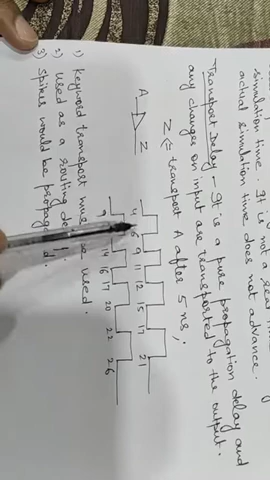 simulation time. It is not a real
actual simulation time does not advance.
Transport Delay - It is a pure propagation delay and
any changes on input are transported to the output.
Z <= transport A after 5 ns;
A Z
4 6 9 11 12 15 17 21
9 14 16 17 20 22 26
1) Keyword transport must be used.
2) Used as a routing
3) Spikes would be propagated.